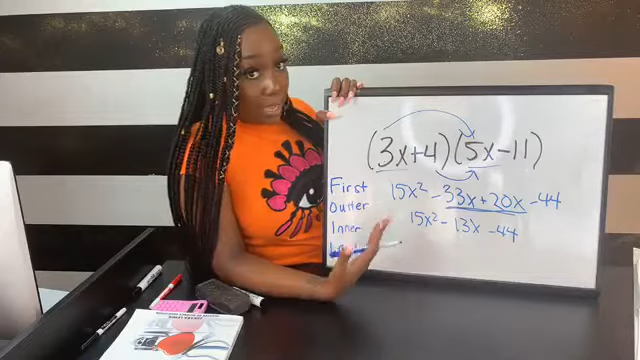 (3x+4)(5x-11)
First 15x² - 33x + 20x - 44
Outter 15x² - 13x - 44
Inner